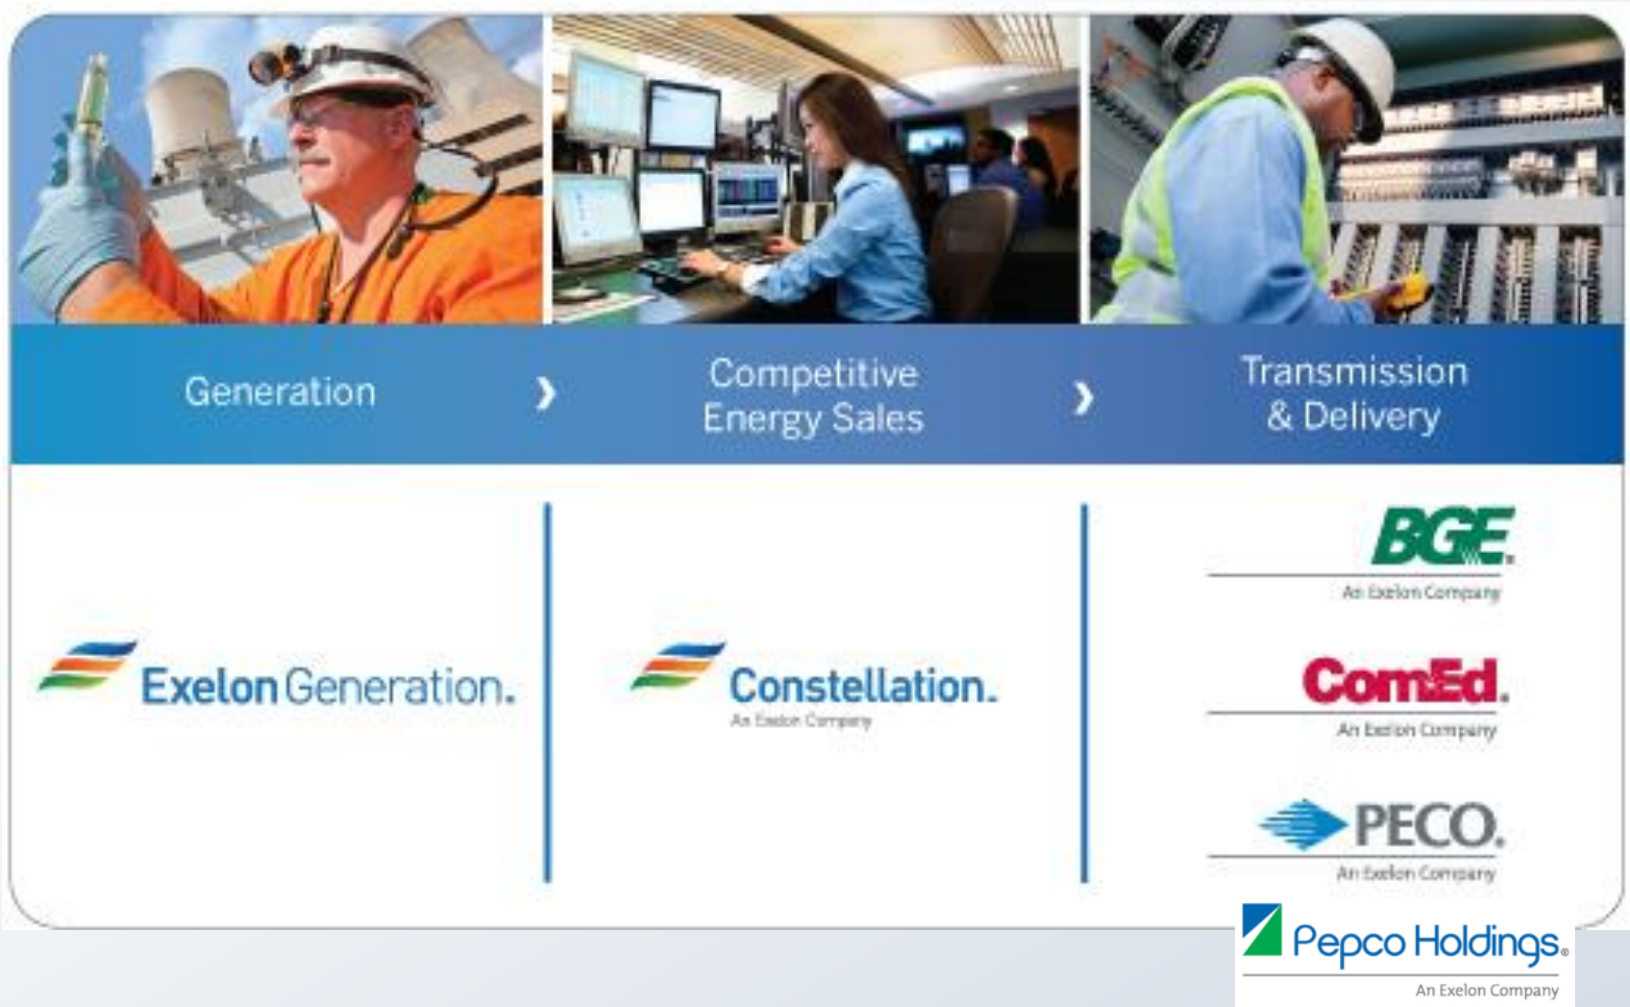 Generation
Competitive
Energy Sales
Transmission
& Delivery
Exelon Generation.
Constellation.
An Exelon Company
BGE®
An Exelon Company
ComEd®
An Exelon Company
PECO®
An Exelon Company
Pepco Holdings®
An Exelon Company